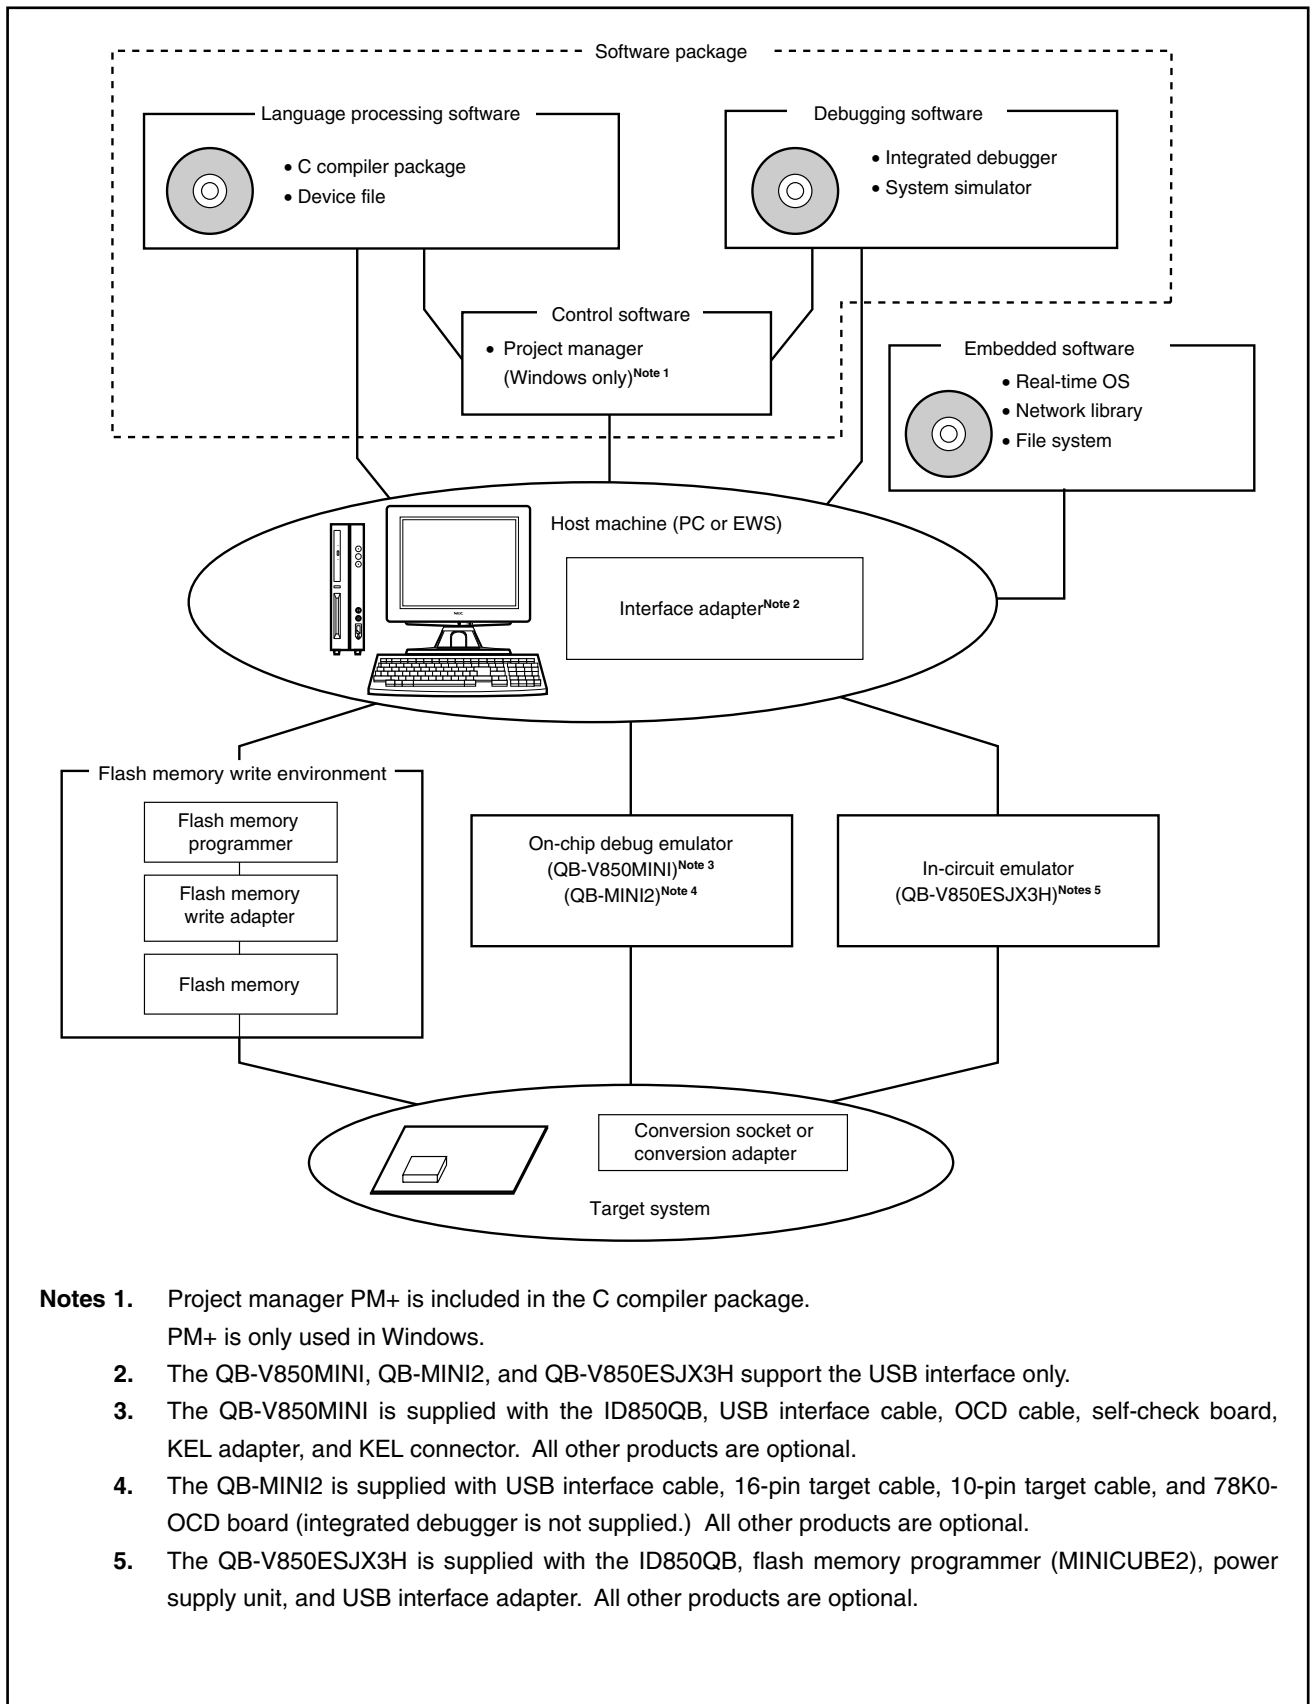 Software package
Language processing software
• C compiler package
• Device file
Debugging software
• Integrated debugger
• System simulator
Control software
• Project manager
(Windows only)Note 1
Embedded software
• Real-time OS
• Network library
• File system
Host machine (PC or EWS)
Interface adapterNote 2
NEC
Flash memory write environment
Flash memory
programmer
Flash memory
write adapter
Flash memory
On-chip debug emulator
(QB-V850MINI)Note 3
(QB-MINI2)Note 4
In-circuit emulator
(QB-V850ESJX3H)Notes 5
Conversion socket or
conversion adapter
Target system
Notes 1. Project manager PM+ is included in the C compiler package.
PM+ is only used in Windows.
2. The QB-V850MINI, QB-MINI2, and QB-V850ESJX3H support the USB interface only.
3. The QB-V850MINI is supplied with the ID850QB, USB interface cable, OCD cable, self-check board,
KEL adapter, and KEL connector. All other products are optional.
4. The QB-MINI2 is supplied with USB interface cable, 16-pin target cable, 10-pin target cable, and 78K0-
OCD board (integrated debugger is not supplied.) All other products are optional.
5. The QB-V850ESJX3H is supplied with the ID850QB, flash memory programmer (MINICUBE2), power
supply unit, and USB interface adapter. All other products are optional.